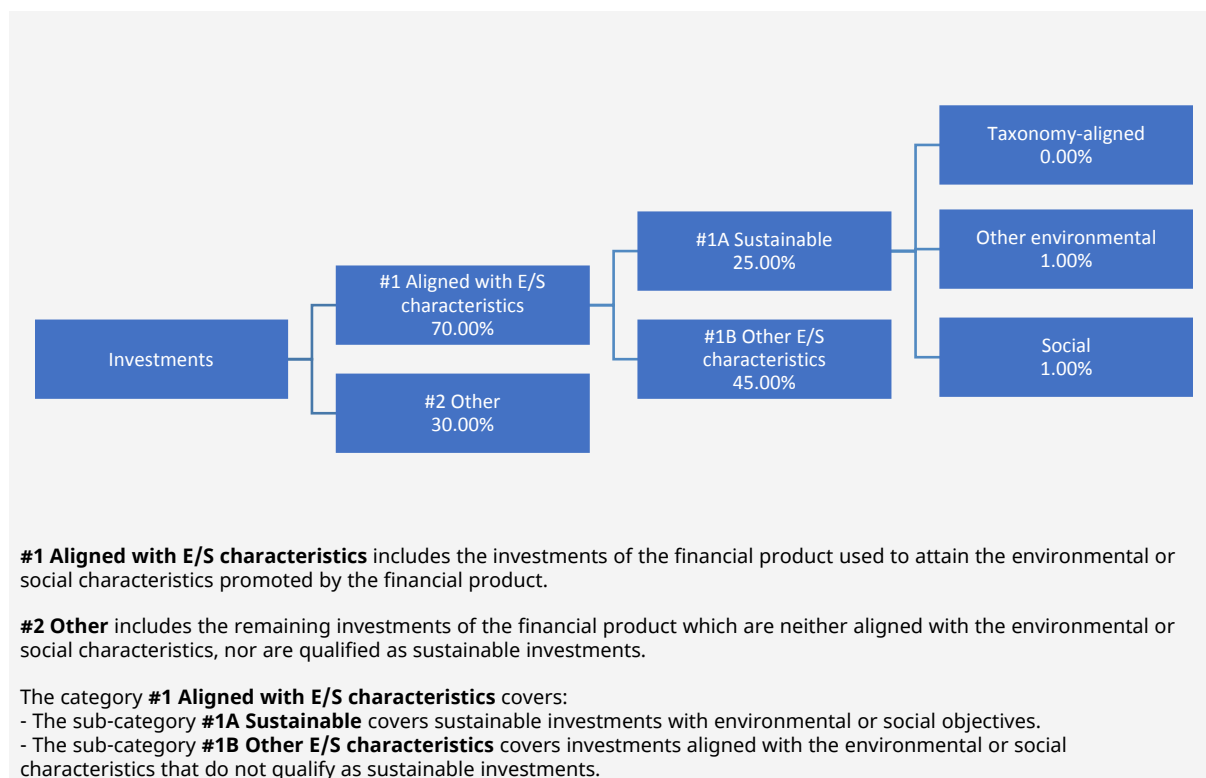 Investments
#1 Aligned with E/S
characteristics
70.00%
#2 Other
30.00%
#1A Sustainable
25.00%
#1B Other E/S
characteristics
45.00%
Taxonomy-aligned
0.00%
Other environmental
1.00%
Social
1.00%
#1 Aligned with E/S characteristics includes the investments of the financial product used to attain the environmental or
social characteristics promoted by the financial product.
#2 Other includes the remaining investments of the financial product which are neither aligned with the environmental or
social characteristics, nor are qualified as sustainable investments.
The category #1 Aligned with E/S characteristics covers:
- The sub-category #1A Sustainable covers sustainable investments with environmental or social objectives.
- The sub-category #1B Other E/S characteristics covers investments aligned with the environmental or social
characteristics that do not qualify as sustainable investments.